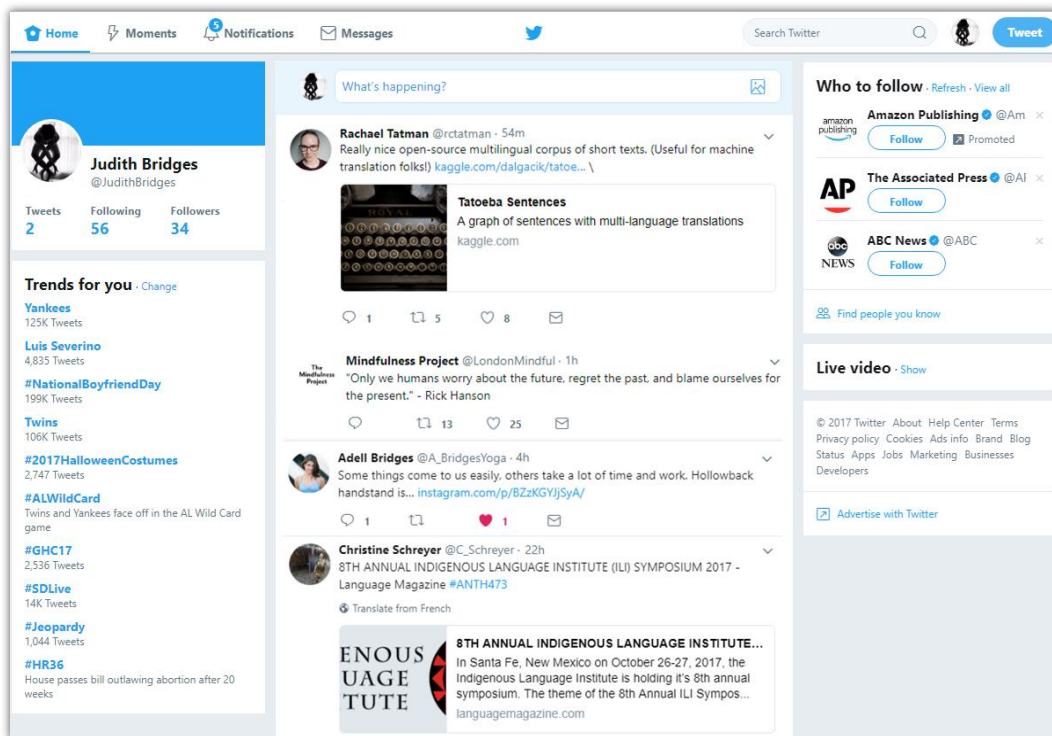 Home Moments 5 Notifications Messages Search Twitter Tweet
Judith Bridges
@JudithBridges
Tweets Following Followers
2 56 34
Trends for you · Change
Yankees
125K Tweets
Luis Severino
4,835 Tweets
#NationalBoyfriendDay
199K Tweets
Twins
106K Tweets
#2017HalloweenCostumes
2,747 Tweets
#ALWildCard
Twins and Yankees face off in the AL Wild Card
game
#GHC17
2,536 Tweets
#SDLive
14K Tweets
#Jeopardy
1,044 Tweets
#HR36
House passes bill outlawing abortion after 20
weeks
What's happening?
Rachael Tatman @rctatman · 54m
Really nice open-source multilingual corpus of short texts. (Useful for machine
translation folks!) kaggle.com/dalgacik/tatoe... \
ROYAL
Tatoeba Sentences
A graph of sentences with multi-language translations
kaggle.com
1 5 8
The
Mindfulness
Project
Mindfulness Project @LondonMindful · 1h
"Only we humans worry about the future, regret the past, and blame ourselves for
the present." - Rick Hanson
13 25
Adell Bridges @A_BridgesYoga · 4h
Some things come to us easily, others take a lot of time and work. Hollowback
handstand is... instagram.com/p/BZzKGYJjSyA/
1 1
Christine Schreyer @C_Schreyer · 22h
8TH ANNUAL INDIGENOUS LANGUAGE INSTITUTE (ILI) SYMPOSIUM 2017 -
Language Magazine #ANTH473
Translate from French
ENOUS
UAGE
TUTE
8TH ANNUAL INDIGENOUS LANGUAGE INSTITUTE...
In Santa Fe, New Mexico on October 26-27, 2017, the
Indigenous Language Institute is holding it's 8th annual
symposium. The theme of the 8th Annual ILI Sympos...
languagemagazine.com
Who to follow · Refresh · View all
amazon
publishing
Amazon Publishing @Am
Follow Promoted
AP
The Associated Press @AF
Follow
abc
NEWS
ABC News @ABC
Follow
Find people you know
Live video · Show
© 2017 Twitter About Help Center Terms
Privacy policy Cookies Ads info Brand Blog
Status Apps Jobs Marketing Businesses
Developers
Advertise with Twitter